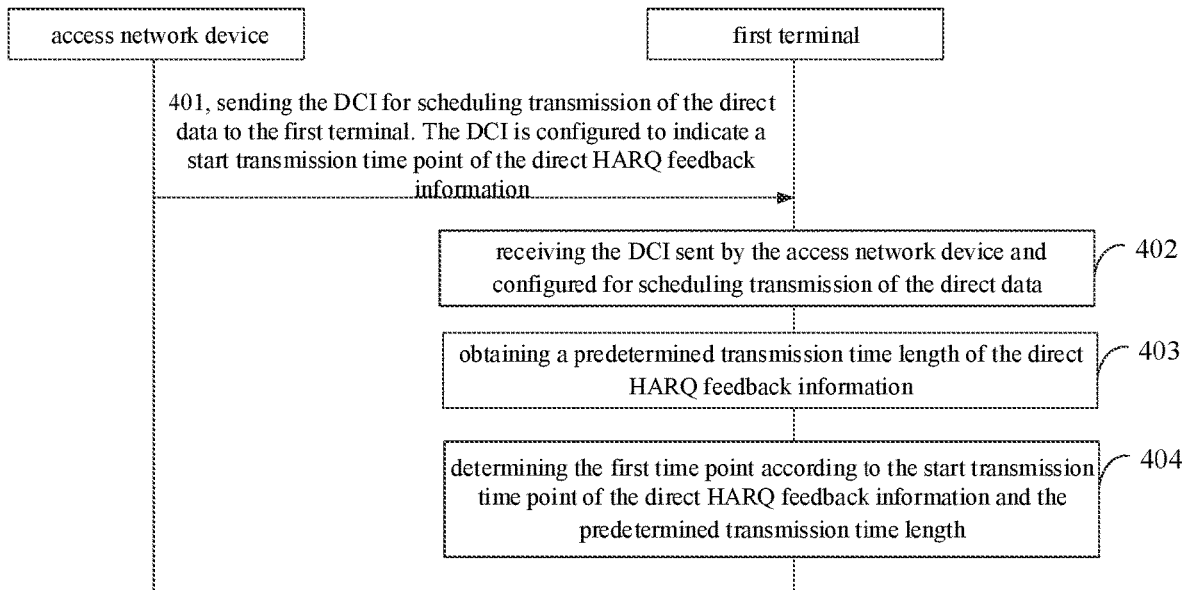 access network device
first terminal
401, sending the DCI for scheduling transmission of the direct
data to the first terminal. The DCI is configured to indicate a
start transmission time point of the direct HARQ feedback
information
receiving the DCI sent by the access network device and
configured for scheduling transmission of the direct data
402
obtaining a predetermined transmission time length of the direct
HARQ feedback information
403
determining the first time point according to the start transmission
time point of the direct HARQ feedback information and the
predetermined transmission time length
404